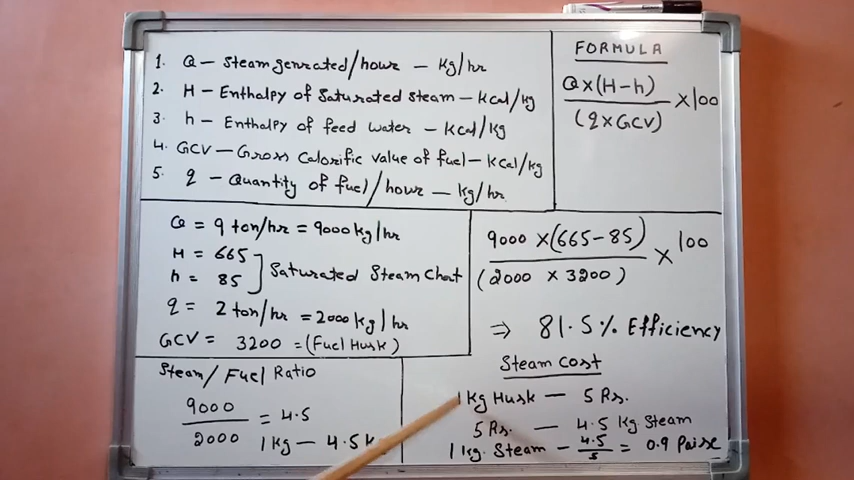 1. Q - Steam genrated/hour - Kg/hr
2. H - Enthalpy of saturated steam - Kcal/kg
3. h - Enthalpy of feed water - Kcal/kg
4. GCV - Gross Calorific value of fuel - Kcal/kg
5. q - Quantity of fuel/hour - kg/hr
FORMULA
Q×(H-h) / (q×GCV) ×100
Q = 9 ton/hr = 9000 kg/hr
H = 665
h = 85 ] Saturated Steam Chart
q = 2 ton/hr = 2000 kg/hr
GCV = 3200 = (Fuel Husk)
9000 × (665-85) / (2000 × 3200) × 100
⇒ 81.5 % Efficiency
Steam/Fuel Ratio
9000 / 2000 = 4.5
1 Kg - 4.5
Steam Cost
1 Kg Husk - 5 Rs.
5 Rs. - 4.5 Kg. Steam
1 Kg. Steam - 4.5/5 = 0.9 Paise